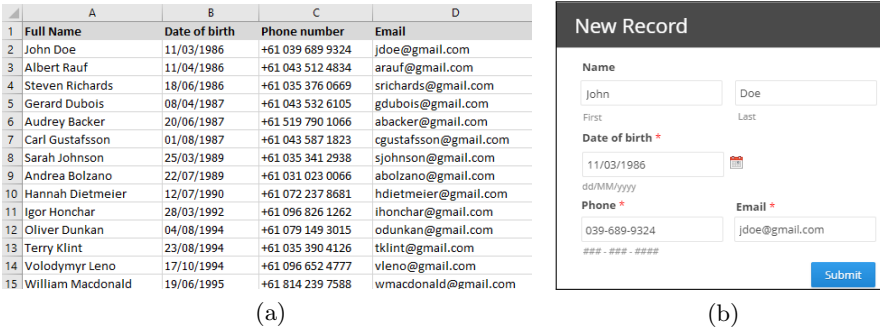 A B C D
1 Full Name Date of birth Phone number Email
2 John Doe 11/03/1986 +61 039 689 9324 jdoe@gmail.com
3 Albert Rauf 11/04/1986 +61 043 512 4834 arauf@gmail.com
4 Steven Richards 18/06/1986 +61 035 376 0669 srichards@gmail.com
5 Gerard Dubois 08/04/1987 +61 043 532 6105 gdubois@gmail.com
6 Audrey Backer 20/06/1987 +61 519 790 1066 abacker@gmail.com
7 Carl Gustafsson 01/08/1987 +61 043 587 1823 cgustafsson@gmail.com
8 Sarah Johnson 25/03/1989 +61 035 341 2938 sjohnson@gmail.com
9 Andrea Bolzano 22/07/1989 +61 031 023 0066 abolzano@gmail.com
10 Hannah Dietmeier 12/07/1990 +61 072 237 8681 hdietmeier@gmail.com
11 Igor Honchar 28/03/1992 +61 096 826 1262 ihonchar@gmail.com
12 Oliver Dunkan 04/08/1994 +61 079 149 3015 odunkan@gmail.com
13 Terry Klint 23/08/1994 +61 035 390 4126 tklint@gmail.com
14 Volodymyr Leno 17/10/1994 +61 096 652 4777 vleno@gmail.com
15 William Macdonald 19/06/1995 +61 814 239 7588 wmacdonald@gmail.com
(a)
New Record
Name
John Doe
First Last
Date of birth *
11/03/1986
dd/MM/yyyy
Phone * Email *
039-689-9324 jdoe@gmail.com
### - ### - ####
Submit
(b)